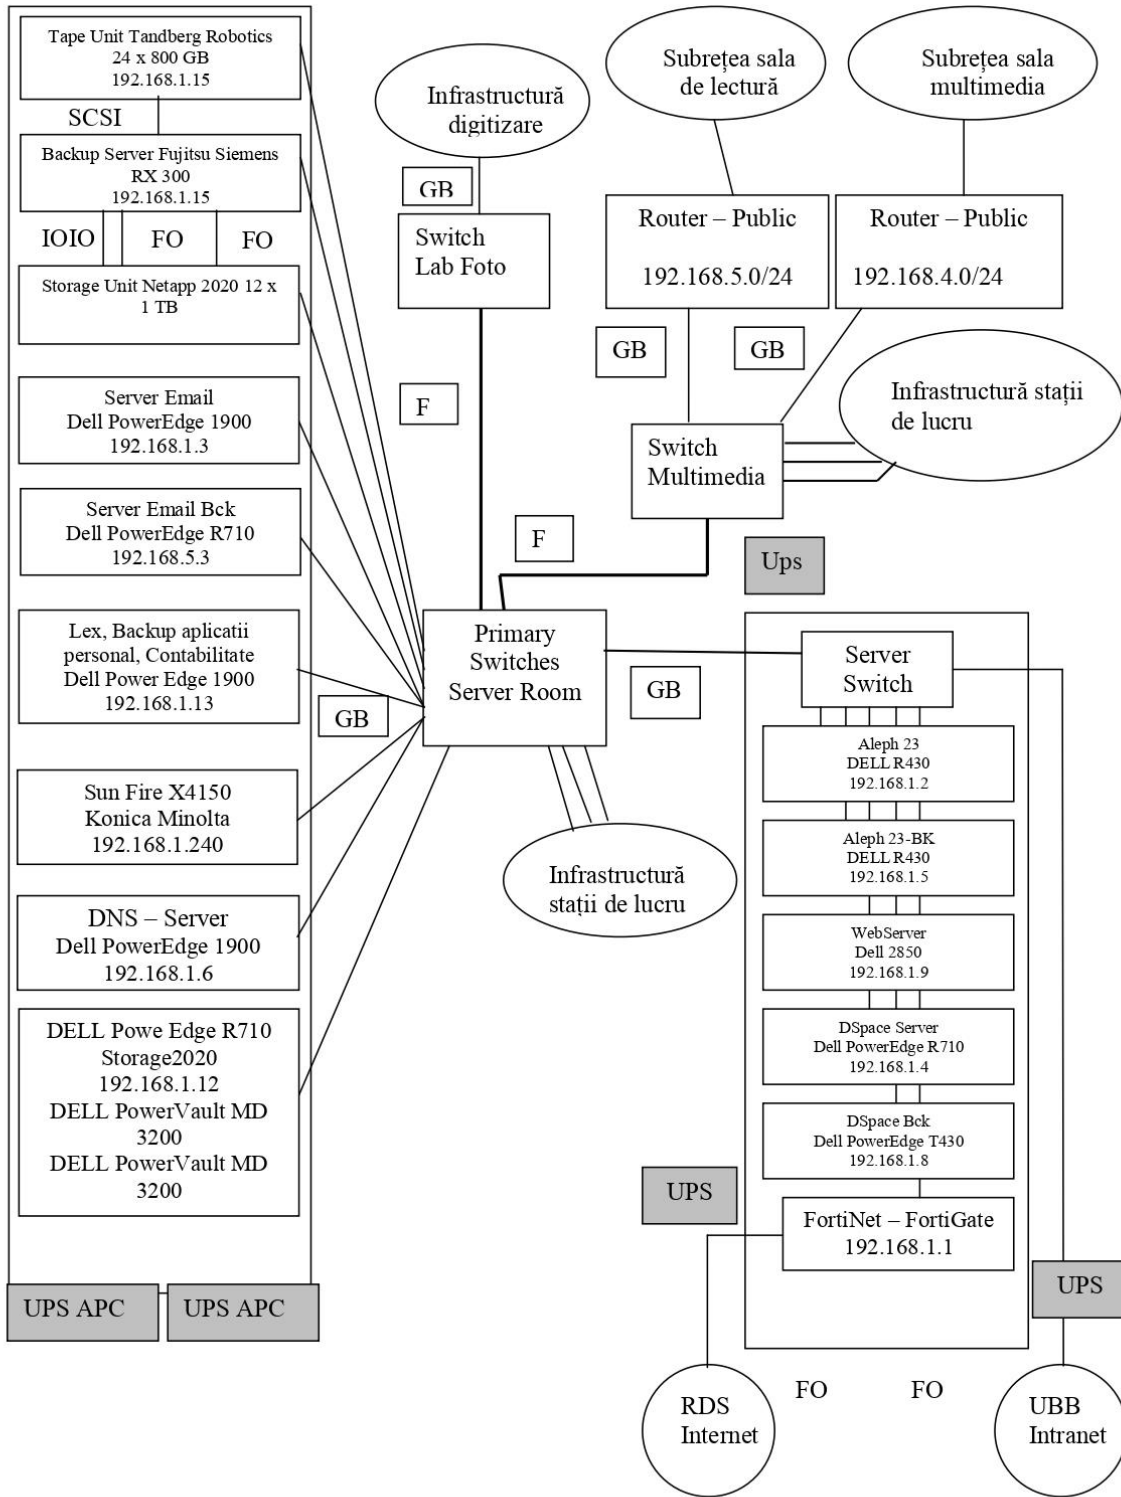 Tape Unit Tandberg Robotics
24 x 800 GB
192.168.1.15
SCSI
Backup Server Fujitsu Siemens
RX 300
192.168.1.15
IOIO
FO
FO
Storage Unit Netapp 2020 12 x
1 TB
Server Email
Dell PowerEdge 1900
192.168.1.3
Server Email Bck
Dell PowerEdge R710
192.168.5.3
Lex, Backup aplicatii
personal, Contabilitate
Dell Power Edge 1900
192.168.1.13
GB
Sun Fire X4150
Konica Minolta
192.168.1.240
DNS – Server
Dell PowerEdge 1900
192.168.1.6
DELL Powe Edge R710
Storage2020
192.168.1.12
DELL PowerVault MD
3200
DELL PowerVault MD
3200
UPS APC
UPS APC
Infrastructură
digitizare
GB
Switch
Lab Foto
F
Subrețea sala
de lectură
Subrețea sala
multimedia
Router – Public
192.168.5.0/24
Router – Public
192.168.4.0/24
GB
GB
Infrastructură stații
de lucru
Switch
Multimedia
F
Ups
Primary
Switches
Server Room
GB
Infrastructură
stații de lucru
Server
Switch
Aleph 23
DELL R430
192.168.1.2
Aleph 23-BK
DELL R430
192.168.1.5
WebServer
Dell 2850
192.168.1.9
DSpace Server
Dell PowerEdge R710
192.168.1.4
DSpace Bck
Dell PowerEdge T430
192.168.1.8
UPS
FortiNet – FortiGate
192.168.1.1
UPS
FO
FO
RDS
Internet
UBB
Intranet